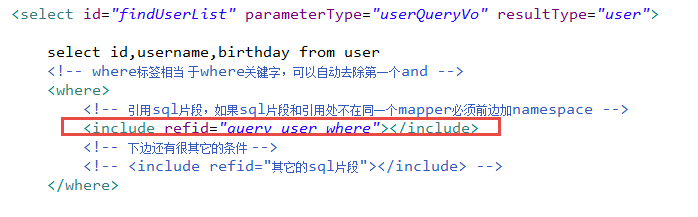 <select id="findUserList" parameterType="userQueryVo" resultType="user">
select id,username,birthday from user
<!-- where标签相当于where关键字，可以自动去除第一个and -->
<where>
<!-- 引用sql片段，如果sql片段和引用处不在同一个mapper必须前边加namespace -->
<include refid="query_user_where"></include>
<!-- 下边还有很其它的条件 -->
<!-- <include refid="其它的sql片段"></include> -->
</where>